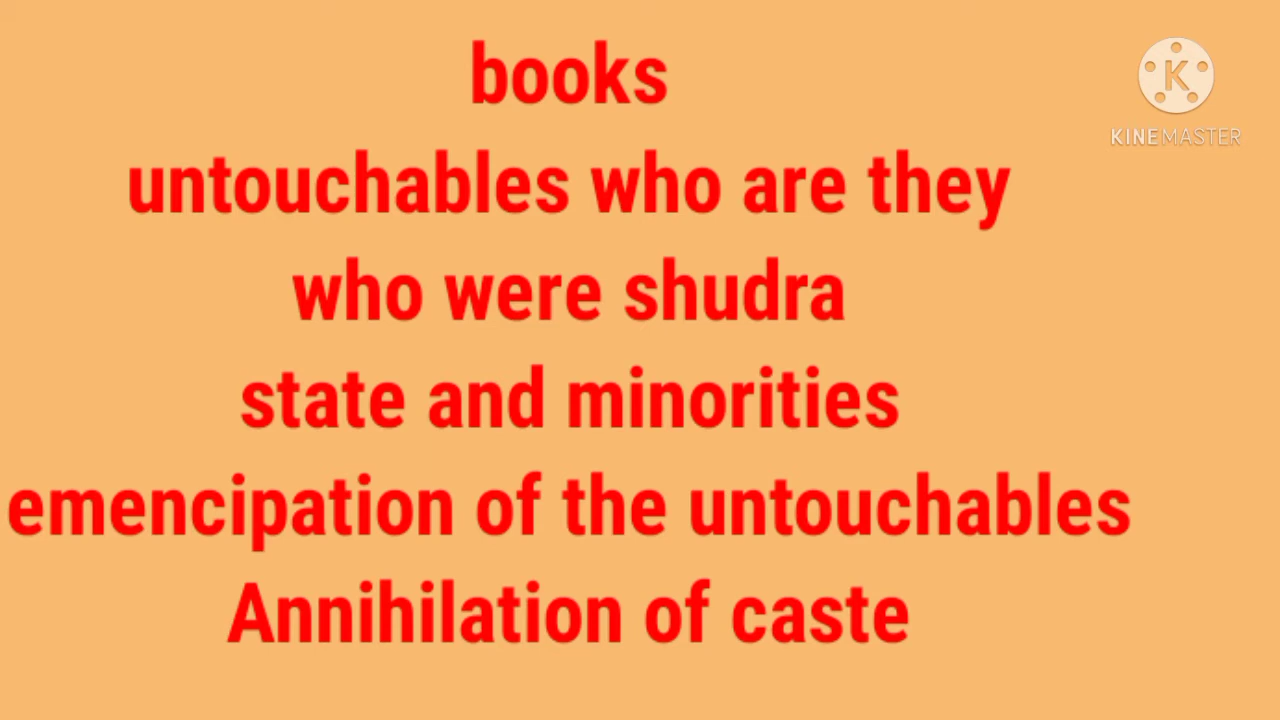 books
untouchables who are they
who were shudra
state and minorities
emencipation of the untouchables
Annihilation of caste
K
KINEMASTER